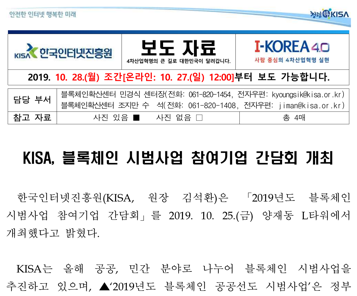 안전한 인터넷 행복한 미래
청렴 KISA
KISA 한국인터넷진흥원
보도 자료
4차산업혁명의 큰 길로 대한민국이 달려갑니다.
I-KOREA 4.0
사람 중심의 4차산업혁명 실현
2019. 10. 28.(월) 조간[온라인: 10. 27.(일) 12:00]부터 보도 가능합니다.
담당 부서
블록체인확산센터 민경식 센터장(전화: 061-820-1454, 전자우편: kyoungsik@kisa.or.kr)
블록체인확산센터 조지만 수 석(전화: 061-820-1408, 전자우편: jiman@kisa.or.kr)
참고 자료 사진 있음 ■ 사진 없음 □ 총 4매
KISA, 블록체인 시범사업 참여기업 간담회 개최
한국인터넷진흥원(KISA, 원장 김석환)은 「2019년도 블록체인
시범사업 참여기업 간담회」를 2019. 10. 25.(금) 양재동 L타워에서
개최했다고 밝혔다.
KISA는 올해 공공, 민간 분야로 나누어 블록체인 시범사업을
추진하고 있으며, ▲‘2019년도 블록체인 공공선도 시범사업’은 정부